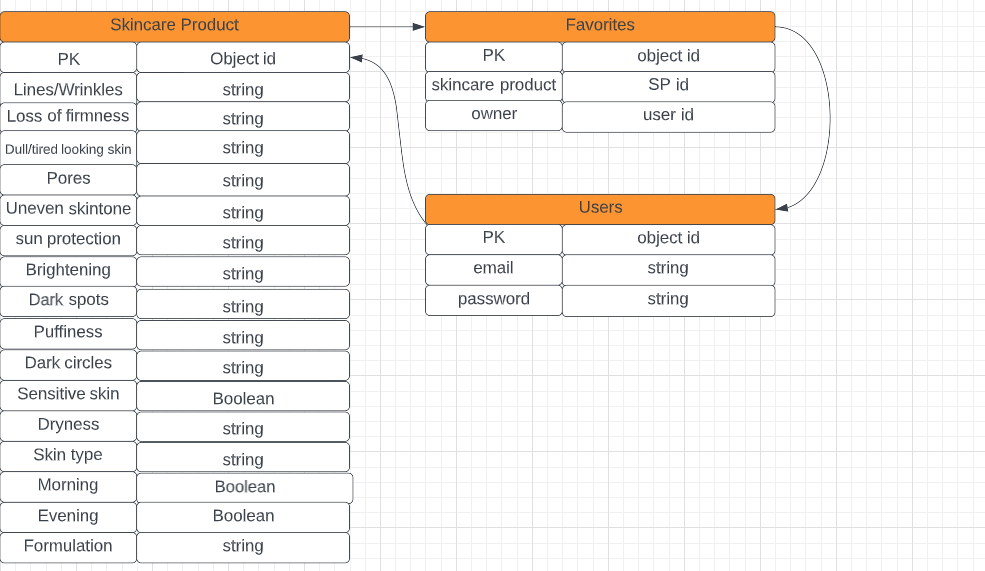 Skincare Product
PK Object id
Lines/Wrinkles string
Loss of firmness string
Dull/tired looking skin string
Pores string
Uneven skintone string
sun protection string
Brightening string
Dark spots string
Puffiness string
Dark circles string
Sensitive skin Boolean
Dryness string
Skin type string
Morning Boolean
Evening Boolean
Formulation string
Favorites
PK object id
skincare product SP id
owner user id
Users
PK object id
email string
password string